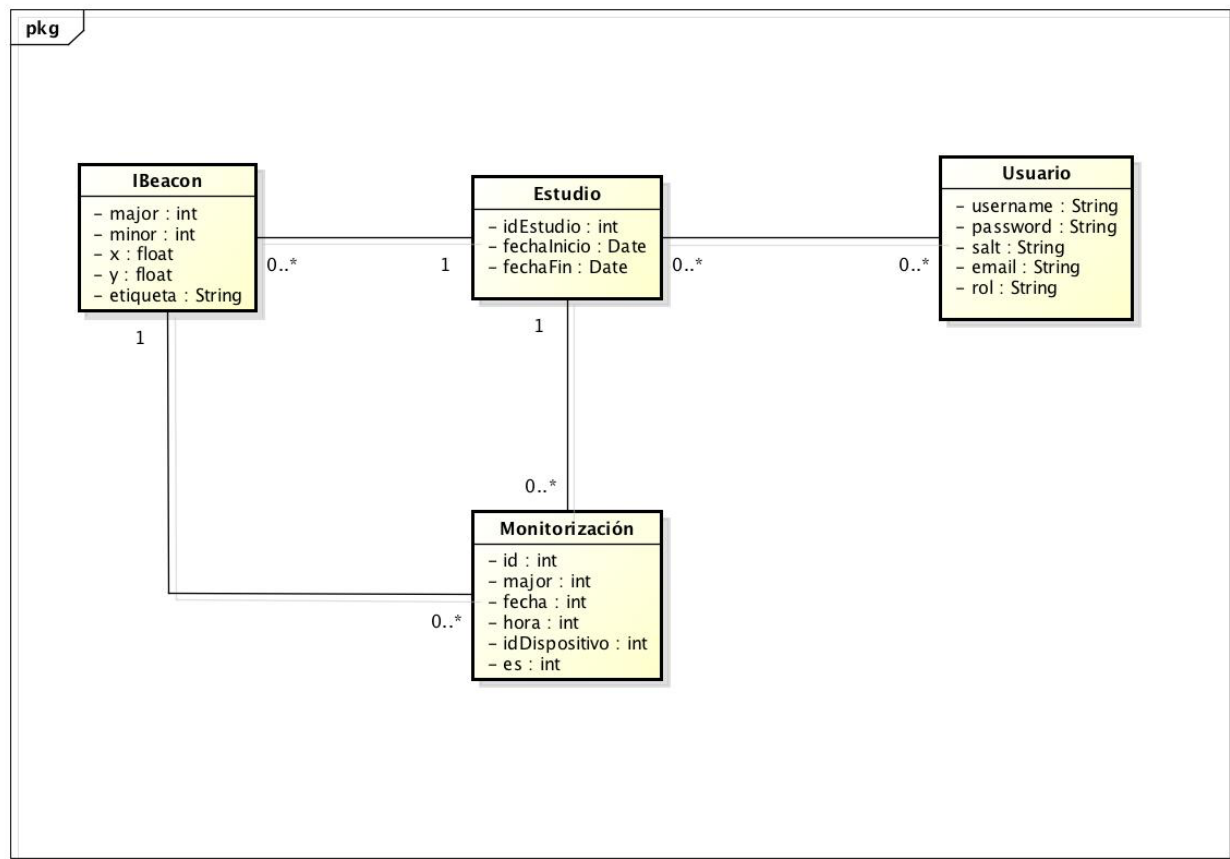 pkg
IBeacon
– major : int
– minor : int
– x : float
– y : float
– etiqueta : String
0..*
1
Estudio
– idEstudio : int
– fechaInicio : Date
– fechaFin : Date
0..*
0..*
Usuario
– username : String
– password : String
– salt : String
– email : String
– rol : String
1
1
0..*
0..*
Monitorización
– id : int
– major : int
– fecha : int
– hora : int
– idDispositivo : int
– es : int